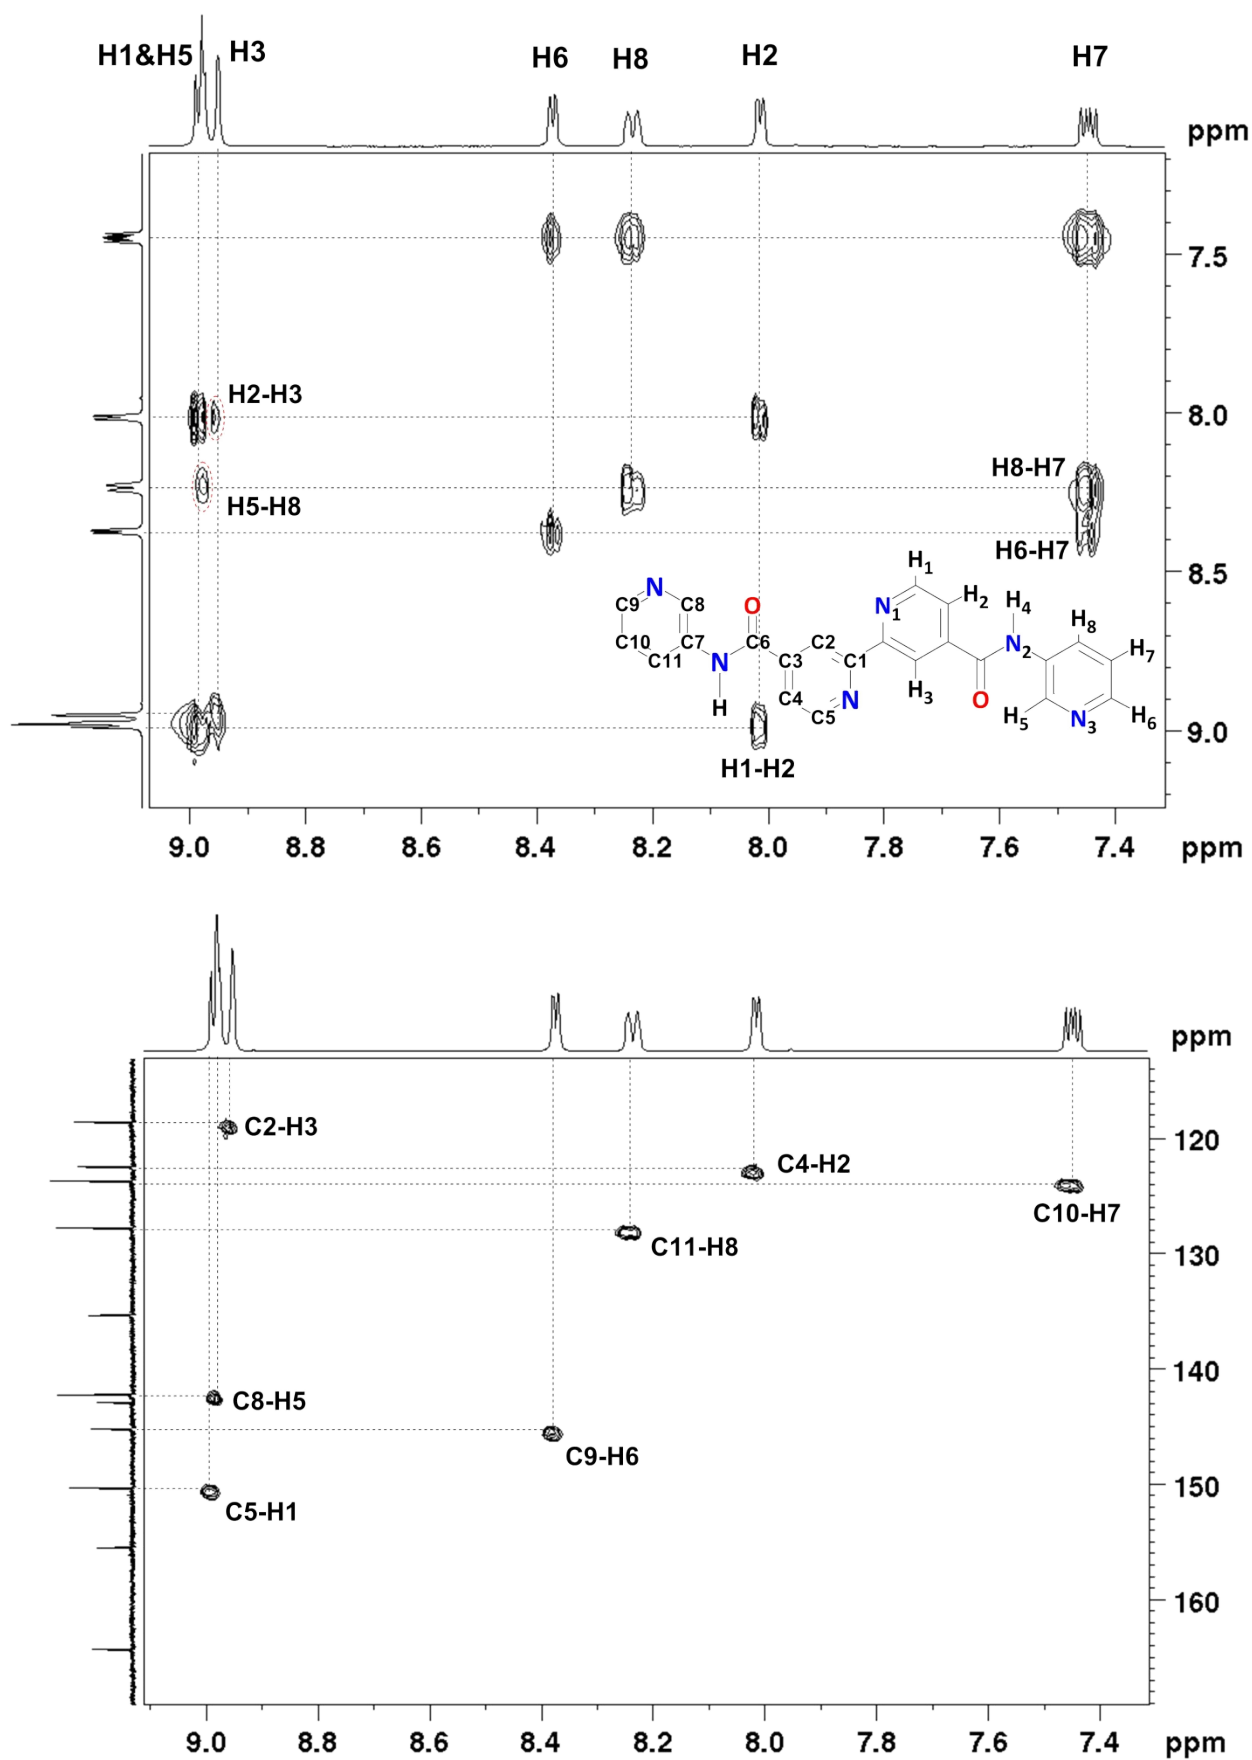 H1&H5 H3 H6 H8 H2 H7
ppm
7.5
H2-H3
8.0
H8-H7
H5-H8
H6-H7
8.5
H1
C9 N C8 O N1 H2 H4 H8
C10 C7 C6 C2 N2 H7
C11 N C3 C1 O
H C4 N H3 H5 N3 H6
C5
9.0
H1-H2
9.0 8.8 8.6 8.4 8.2 8.0 7.8 7.6 7.4 ppm
ppm
C2-H3
120
C4-H2
C10-H7
C11-H8
130
140
C8-H5
C9-H6
150
C5-H1
160
9.0 8.8 8.6 8.4 8.2 8.0 7.8 7.6 7.4 ppm